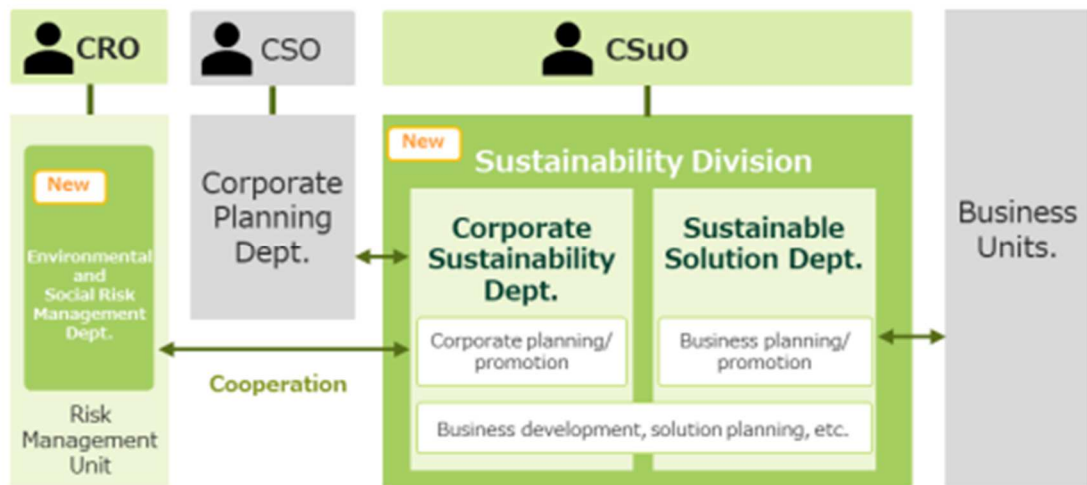 CRO
CSO
CSuO
New
Environmental
and
Social Risk
Management
Dept.
Risk
Management
Unit
Corporate
Planning
Dept.
Cooperation
New
Sustainability Division
Corporate
Sustainability
Dept.
Corporate planning/
promotion
Sustainable
Solution Dept.
Business planning/
promotion
Business development, solution planning, etc.
Business
Units.